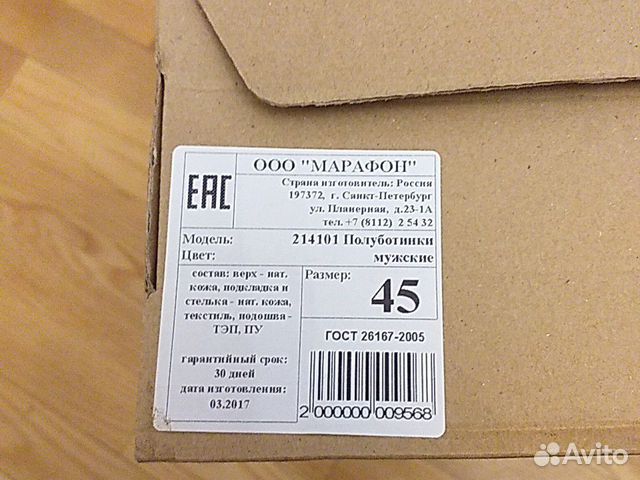 EAC
ООО "МАРАФОН"
Страна изготовитель: Россия
197372, г. Санкт-Петербург
ул. Планерная, д.23-1А
тел. +7 (8112) 2 54 32
Модель: 214101 Полуботинки
Цвет: мужские
состав: верх - нат.
кожа, подкладка и
стелька - нат. кожа,
текстиль, подошва -
ТЭП, ПУ
гарантийный срок:
30 дней
дата изготовления:
03.2017
Размер:
45
ГОСТ 26167-2005
2 000000 009568
Avito